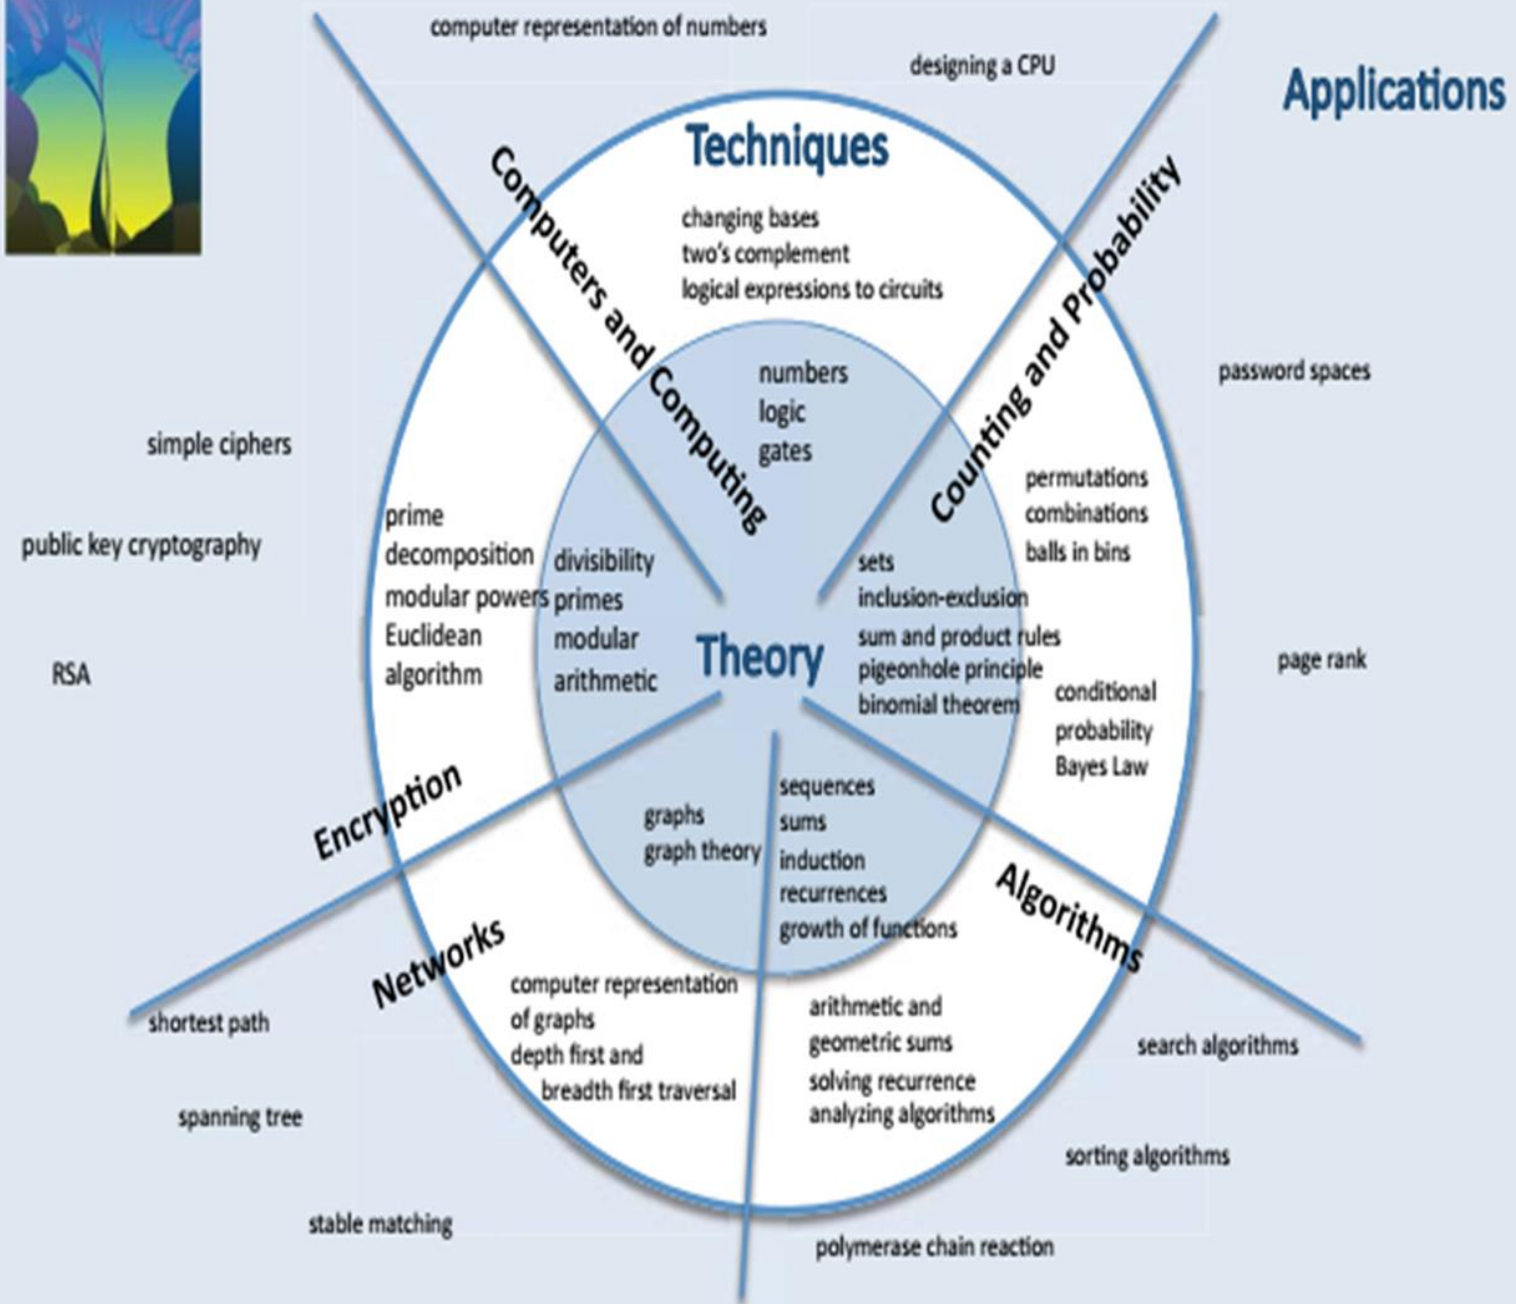 computer representation of numbers
designing a CPU
Applications
Techniques
Computers and Computing
changing bases
two's complement
logical expressions to circuits
numbers
logic
gates
Counting and Probability
password spaces
permutations
combinations
balls in bins
sets
inclusion-exclusion
sum and product rules
pigeonhole principle
binomial theorem
conditional
probability
Bayes Law
page rank
simple ciphers
public key cryptography
RSA
prime
decomposition
modular powers
Euclidean
algorithm
divisibility
primes
modular
arithmetic
Theory
Encryption
Networks
graphs
graph theory
computer representation
of graphs
depth first and
breadth first traversal
shortest path
spanning tree
stable matching
sequences
sums
induction
recurrences
growth of functions
Algorithms
arithmetic and
geometric sums
solving recurrence
analyzing algorithms
search algorithms
sorting algorithms
polymerase chain reaction